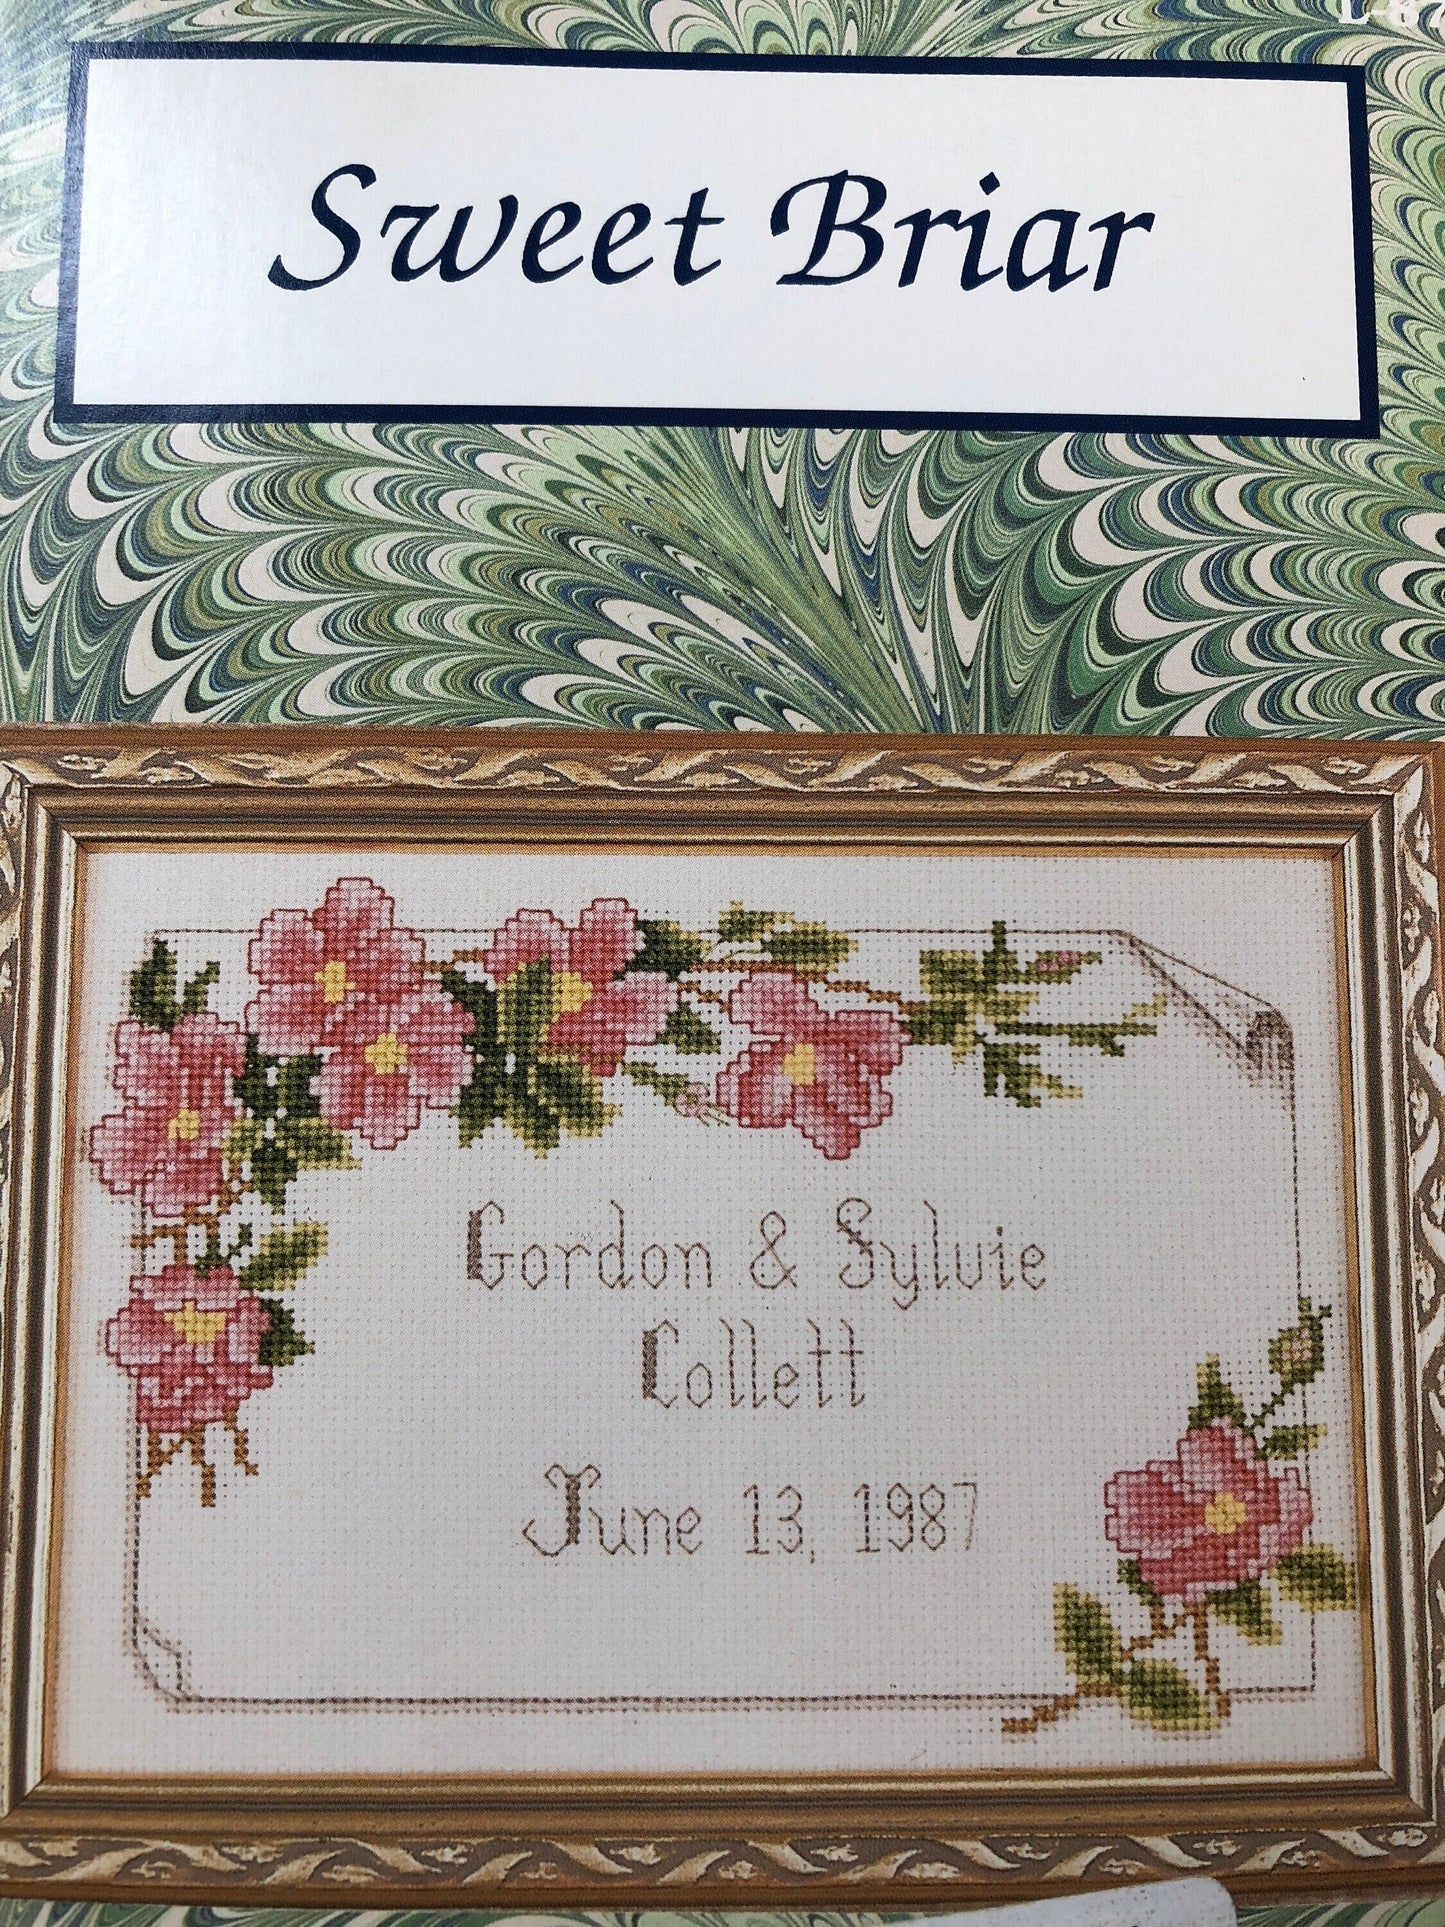 Sweet Briar
Gordon & Sylvie
Collett
June 13, 1987